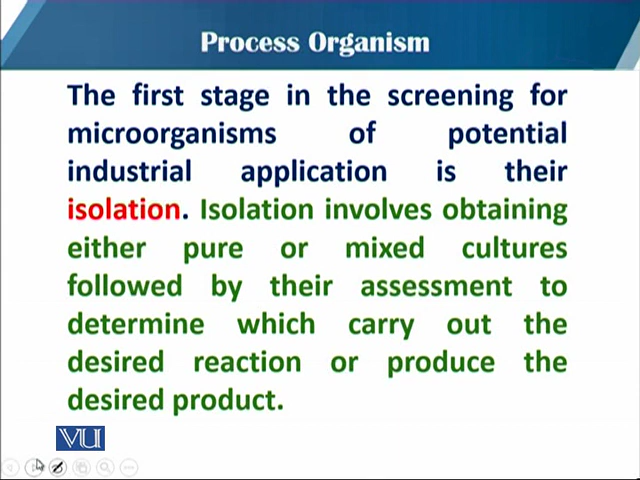 Process Organism
The first stage in the screening for
microorganisms of potential
industrial application is their
isolation. Isolation involves obtaining
either pure or mixed cultures
followed by their assessment to
determine which carry out the
desired reaction or produce the
desired product.
VU